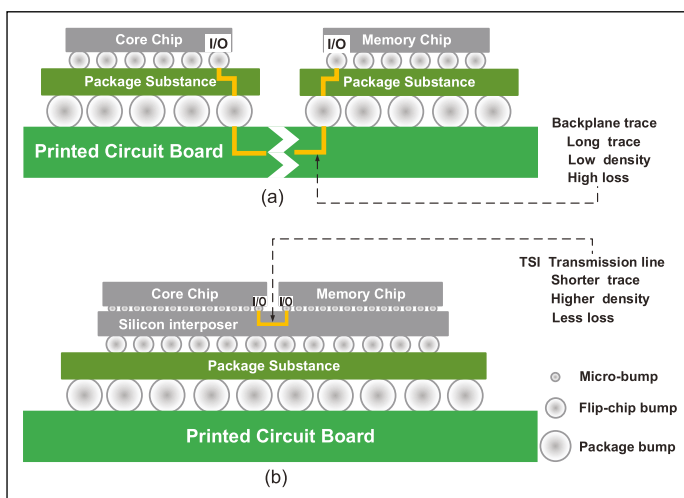 Core Chip
I/O
I/O
Memory Chip
Package Substance
Package Substance
Printed Circuit Board
Backplane trace
Long trace
Low density
High loss
(a)
TSI Transmission line
Shorter trace
Higher density
Less loss
Core Chip
I/O
I/O
Memory Chip
Silicon interposer
Package Substance
Printed Circuit Board
Micro-bump
Flip-chip bump
Package bump
(b)